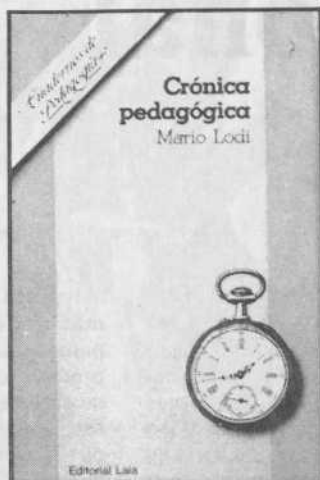 Cuadernos de
Pedagogía
Crónica
pedagógica
Mario Lodi
Editorial Laia